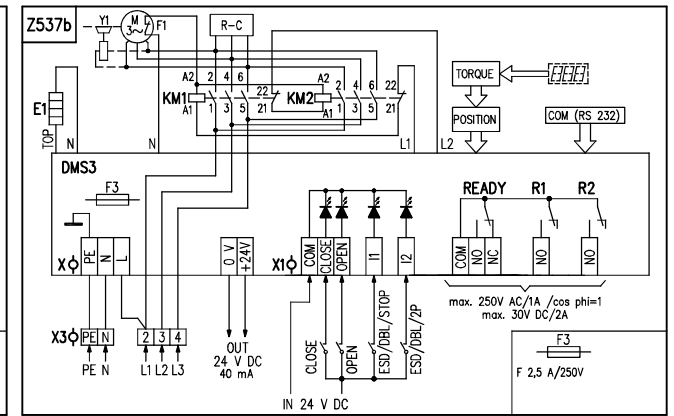 Z537b
Y1
M
3~
F1
R-C
A2
2 4 6
22
A2
2 4 6
22
KM1
KM2
A1
1 3 5
21
A1
1 3 5
21
TORQUE
POSITION
COM (RS 232)
E1
TOP
N
N
L1
L2
DMS3
F3
READY
R1
R2
X
PE
N
L
0 V
+24V
X1
COM
CLOSE
OPEN
I1
I2
COM
NO
NC
NO
NO
max. 250V AC/1A /cos phi=1
max. 30V DC/2A
X3
PE N
2 3 4
PE N
L1 L2 L3
OUT
24 V DC
40 mA
CLOSE
OPEN
ESD/DBL/STOP
ESD/DBL/2P
IN 24 V DC
F3
F 2,5 A/250V